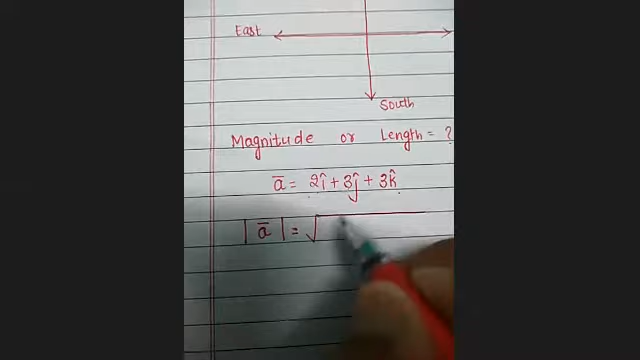 East
South
Magnitude or Length = ?
a̅ = 2î + 3ĵ + 3k̂
|a̅| = √